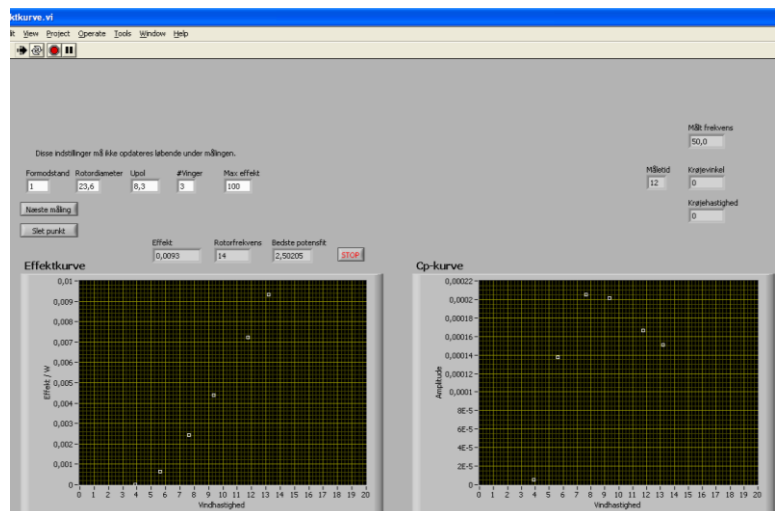 ktkurve.vi
it View Project Operate Tools Window Help
Målt frekvens
50,0
Disse indstillinger må ikke opdateres løbende under målingen.
Formodstand Rotordiameter Upol #Vinger Max effekt
1 23,6 8,3 3 100
Måletid Krøjevinkel
12 0
Næste måling
Krøjehastighed
0
Slet punkt
Effekt Rotorfrekvens Bedste potensfit
0,0093 14 2,50205 STOP
Effektkurve
0,01
0,009
0,008
0,007
0,006
0,005
0,004
0,003
0,002
0,001
0
Effekt / W
0 1 2 3 4 5 6 7 8 9 10 11 12 13 14 15 16 17 18 19 20
Vindhastighed
Cp-kurve
0,00022
0,0002
0,00018
0,00016
0,00014
0,00012
0,0001
8E-5
6E-5
4E-5
2E-5
0
Amplitude
0 1 2 3 4 5 6 7 8 9 10 11 12 13 14 15 16 17 18 19 20
Vindhastighed